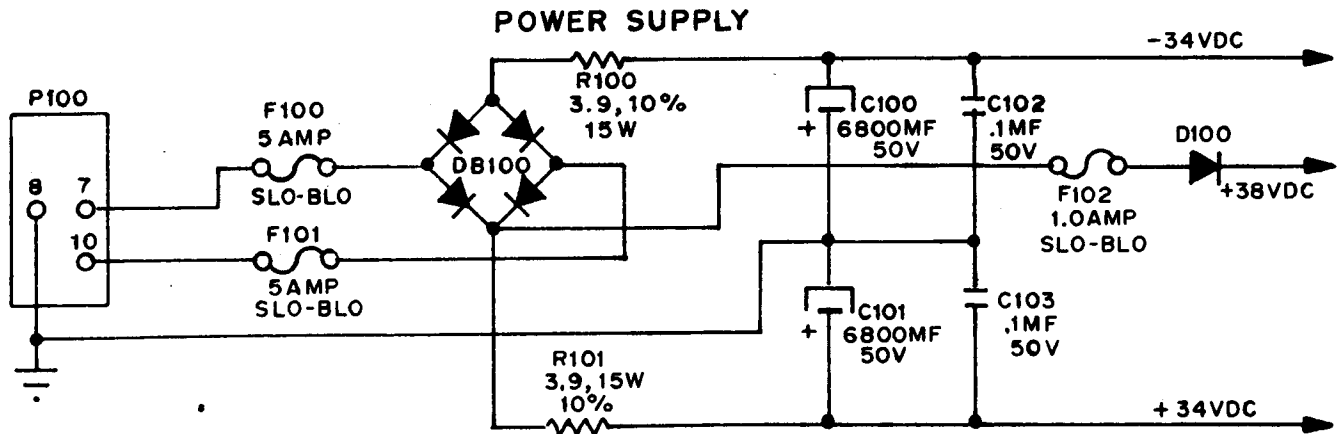 POWER SUPPLY
-34VDC
P100
F100
5 AMP
SLO-BLO
8
7
10
F101
5AMP
SLO-BLO
DB100
R100
3.9, 10%
15W
R101
3.9, 15W
10%
+
C100
6800MF
50V
C102
.1MF
50V
D100
+38VDC
F102
1.0AMP
SLO-BLO
+
C101
6800MF
50V
C103
.1MF
50V
+34VDC